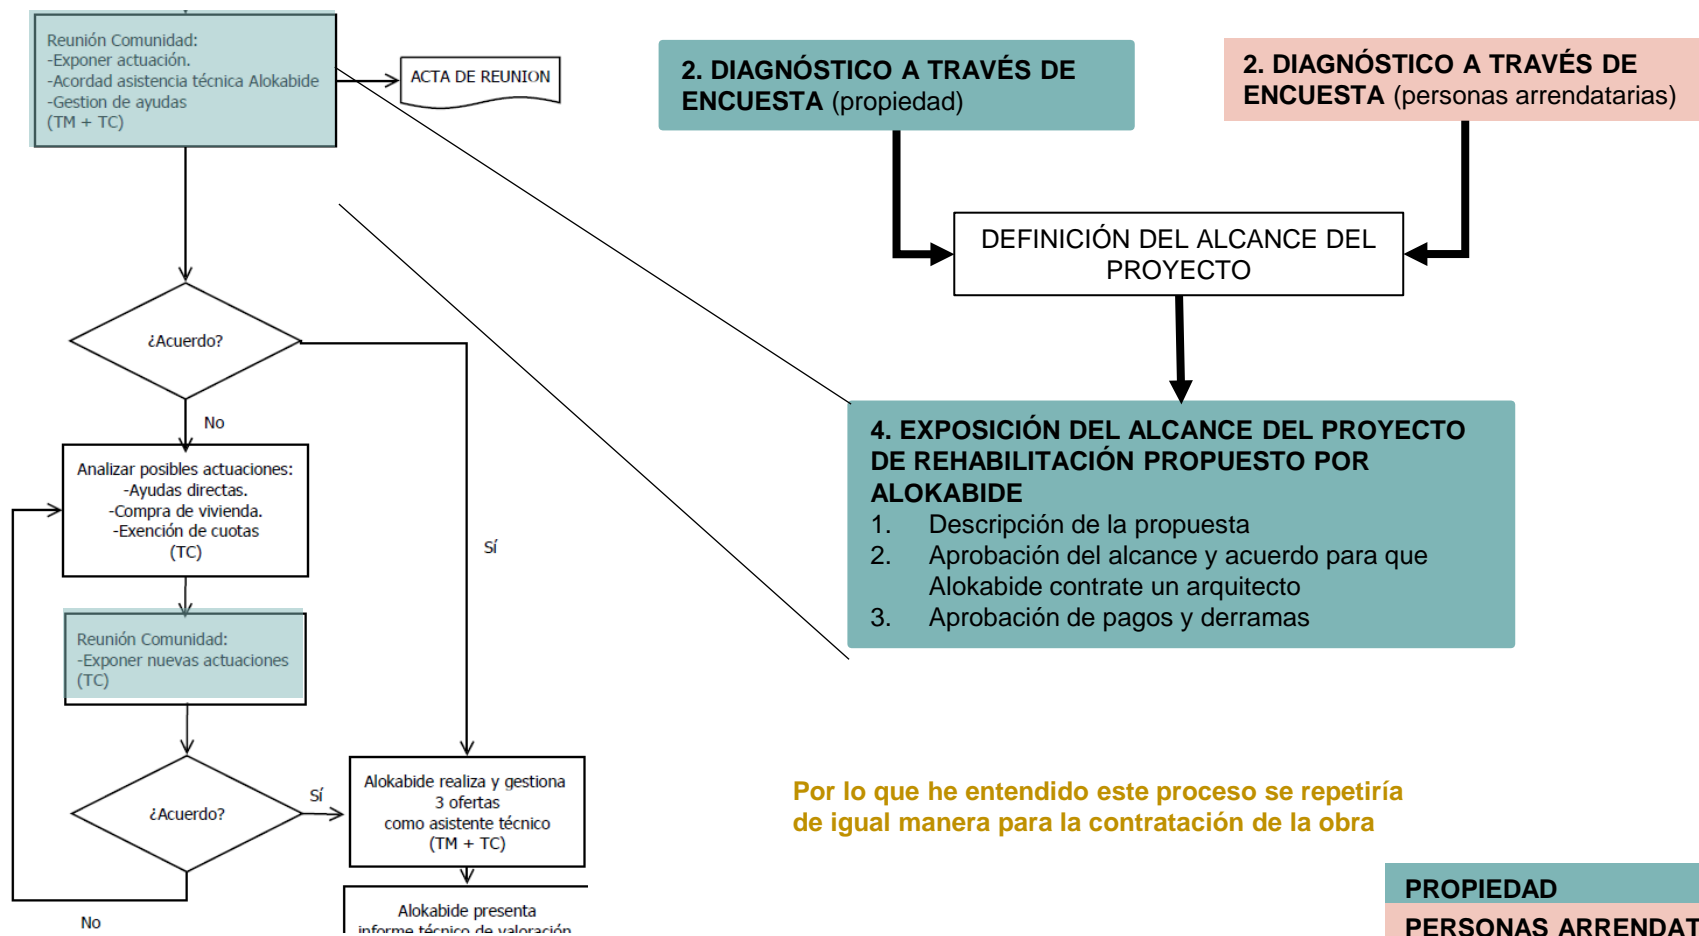 Reunión Comunidad:
-Exponer actuación.
-Acordad asistencia técnica Alokabide
-Gestion de ayudas
(TM + TC)
ACTA DE REUNION
¿Acuerdo?
No
Sí
Analizar posibles actuaciones:
-Ayudas directas.
-Compra de vivienda.
-Exención de cuotas
(TC)
Reunión Comunidad:
-Exponer nuevas actuaciones
(TC)
¿Acuerdo?
Sí
No
Alokabide realiza y gestiona
3 ofertas
como asistente técnico
(TM + TC)
Alokabide presenta
informe técnico de valoración
2. DIAGNÓSTICO A TRAVÉS DE
ENCUESTA (propiedad)
2. DIAGNÓSTICO A TRAVÉS DE
ENCUESTA (personas arrendatarias)
DEFINICIÓN DEL ALCANCE DEL
PROYECTO
4. EXPOSICIÓN DEL ALCANCE DEL PROYECTO
DE REHABILITACIÓN PROPUESTO POR
ALOKABIDE
1. Descripción de la propuesta
2. Aprobación del alcance y acuerdo para que
Alokabide contrate un arquitecto
3. Aprobación de pagos y derramas
Por lo que he entendido este proceso se repetiría
de igual manera para la contratación de la obra
PROPIEDAD
PERSONAS